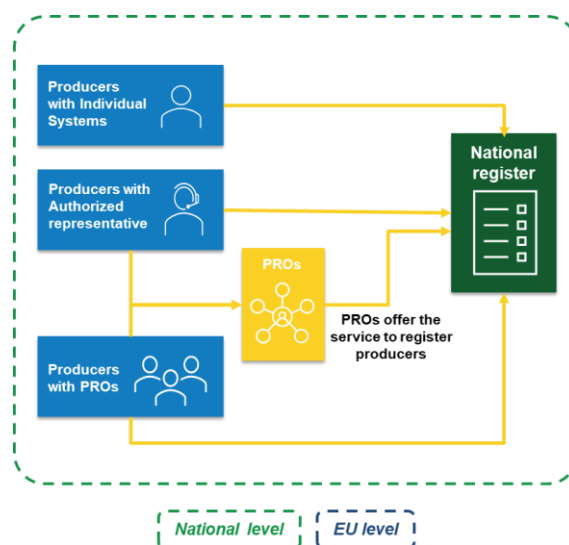 Producers
with Individual
Systems
National
register
Producers with
Authorized
representative
PROs
PROs offer the
service to register
producers
Producers
with PROs
National level
EU level